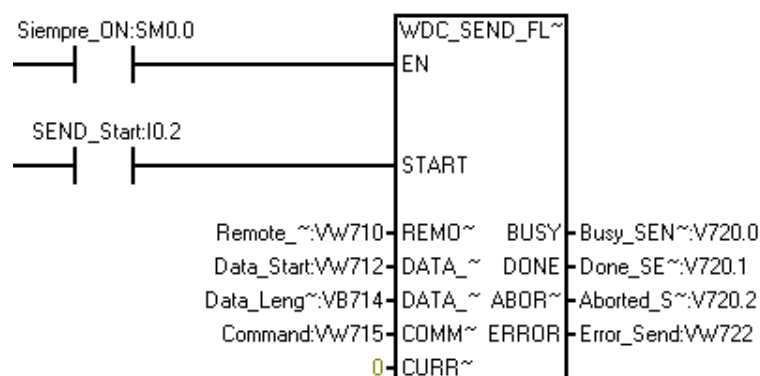 Siempre_ON:SM0.0
WDC_SEND_FL~
EN
SEND_Start:I0.2
START
Remote_~:VW710 REMO~ BUSY Busy_SEN~:V720.0
Data_Start:VW712 DATA_~ DONE Done_SE~:V720.1
Data_Leng~:VB714 DATA_~ ABOR~ Aborted_S~:V720.2
Command:VW715 COMM~ ERROR Error_Send:VW722
0 CURR~